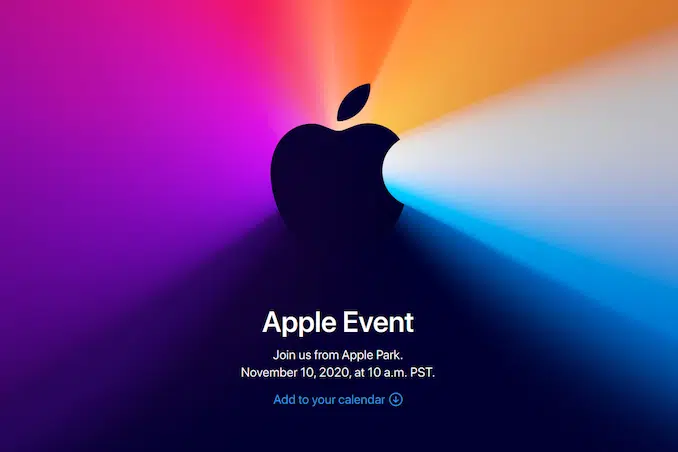 Apple Event
Join us from Apple Park.
November 10, 2020, at 10 a.m. PST.
Add to your calendar